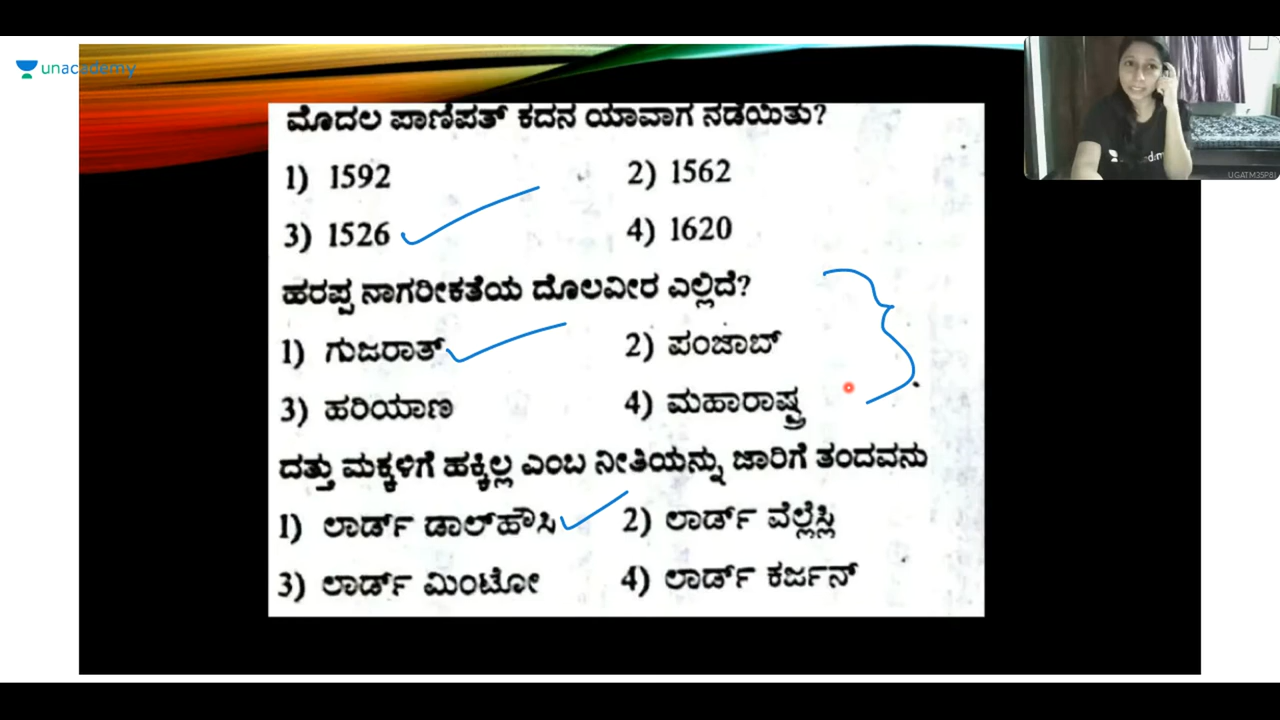 unacademy
ಮೊದಲ ಪಾಣಿಪತ್ ಕದನ ಯಾವಾಗ ನಡೆಯಿತು?
1) 1592 2) 1562
3) 1526 4) 1620
ಹರಪ್ಪ ನಾಗರೀಕತೆಯ ದೊಲವೀರ ಎಲ್ಲಿದೆ?
1) ಗುಜರಾತ್ 2) ಪಂಜಾಬ್
3) ಹರಿಯಾಣ 4) ಮಹಾರಾಷ್ಟ್ರ
ದತ್ತು ಮಕ್ಕಳಿಗೆ ಹಕ್ಕಿಲ್ಲ ಎಂಬ ನೀತಿಯನ್ನು ಜಾರಿಗೆ ತಂದವನು
1) ಲಾರ್ಡ್ ಡಾಲ್‌ಹೌಸಿ 2) ಲಾರ್ಡ್ ವೆಲ್ಲೆಸ್ಲಿ
3) ಲಾರ್ಡ್ ಮಿಂಟೋ 4) ಲಾರ್ಡ್ ಕರ್ಜನ್
UGATM3SP8I